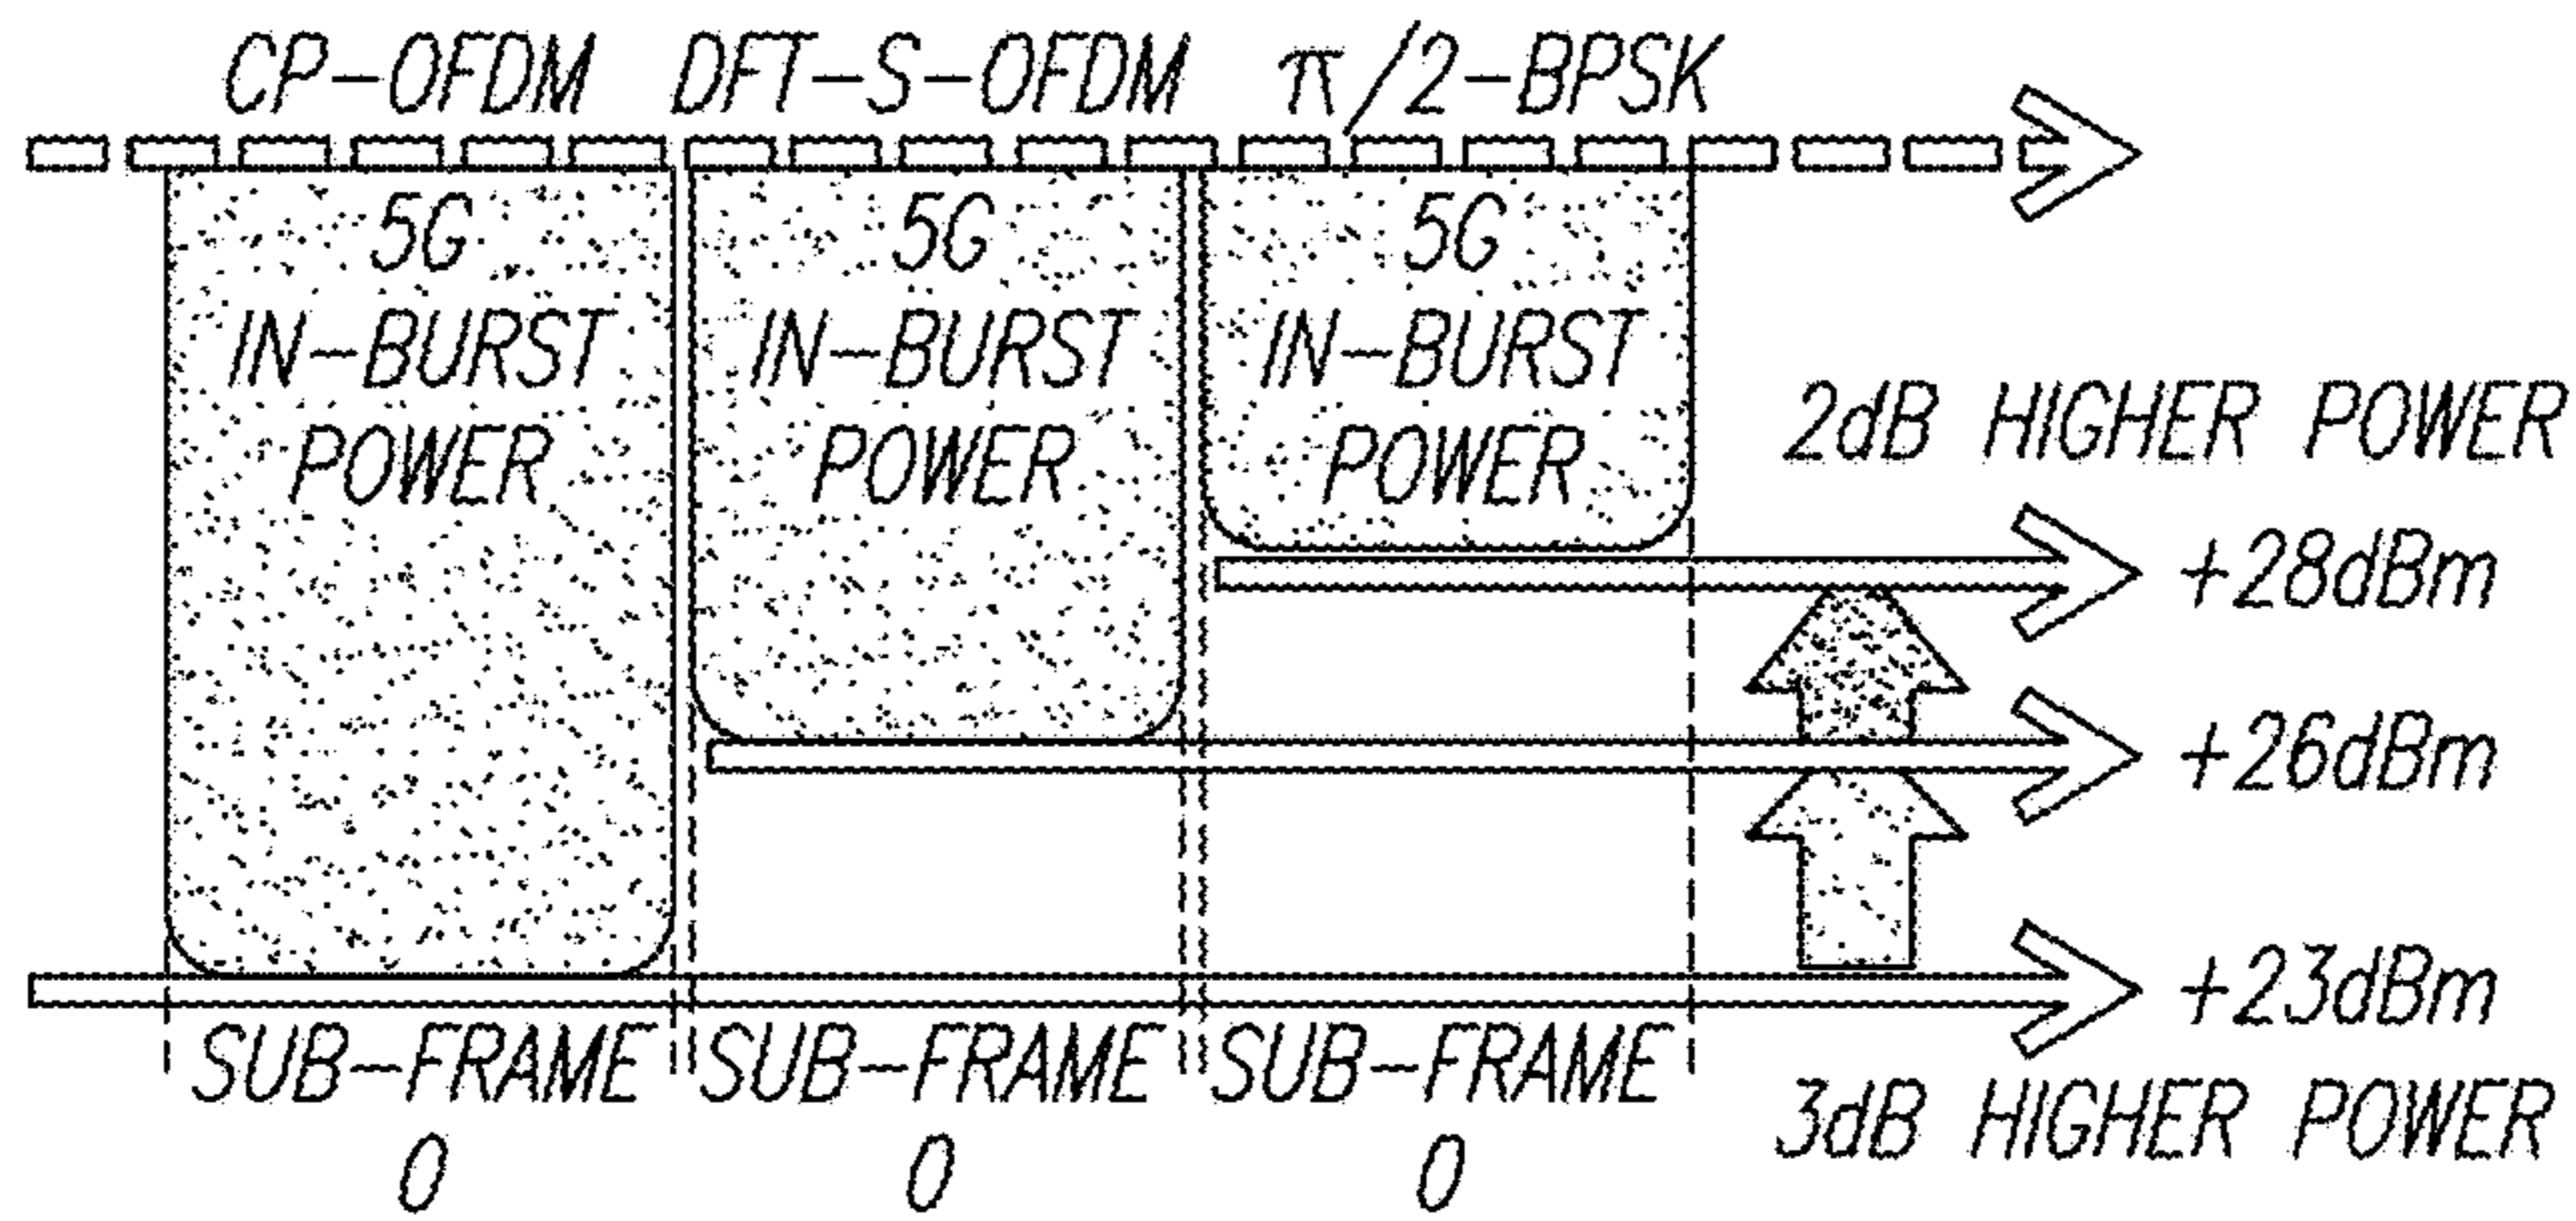 CP-OFDM DFT-S-OFDM π/2-BPSK
5G
IN-BURST
POWER
5G
IN-BURST
POWER
5G
IN-BURST
POWER
2dB HIGHER POWER
+28dBm
+26dBm
+23dBm
SUB-FRAME
0
SUB-FRAME
0
SUB-FRAME
0
3dB HIGHER POWER